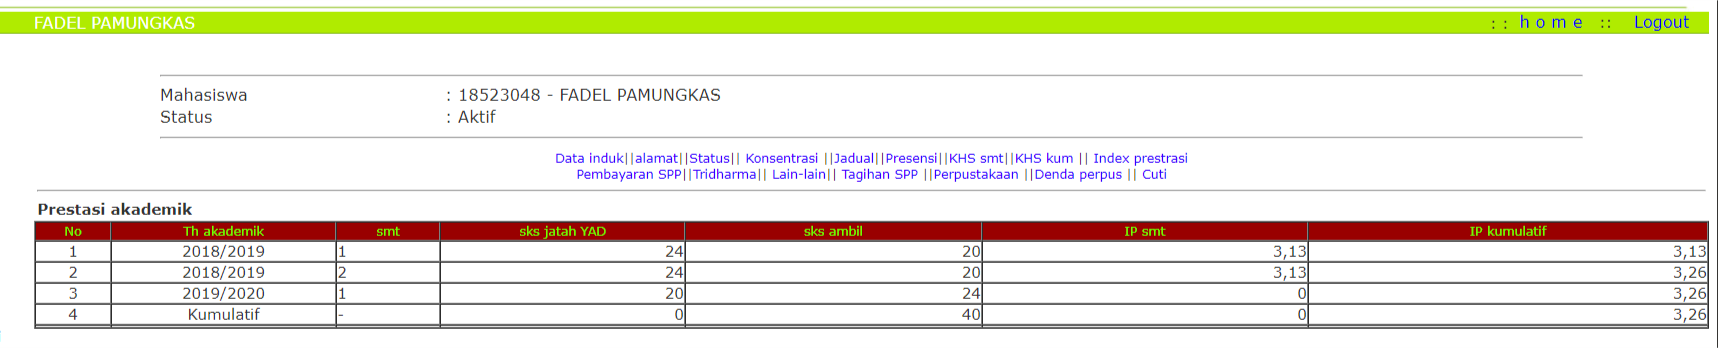 FADEL PAMUNGKAS :: home :: Logout
Mahasiswa : 18523048 - FADEL PAMUNGKAS
Status : Aktif
Data induk||alamat||Status|| Konsentrasi ||Jadual||Presensi||KHS smt||KHS kum || Index prestrasi
Pembayaran SPP||Tridharma|| Lain-lain|| Tagihan SPP ||Perpustakaan ||Denda perpus || Cuti
Prestasi akademik
No Th akademik smt sks jatah YAD sks ambil IP smt IP kumulatif
1 2018/2019 1 24 20 3,13 3,13
2 2018/2019 2 24 20 3,13 3,26
3 2019/2020 1 20 24 0 3,26
4 Kumulatif - 0 40 0 3,26